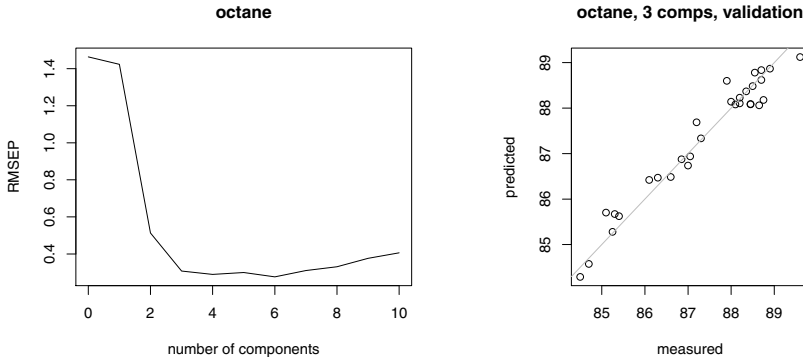 octane
RMSEP
0.4
0.6
0.8
1.0
1.2
1.4
0 2 4 6 8 10
number of components
octane, 3 comps, validation
predicted
85
86
87
88
89
85 86 87 88 89
measured